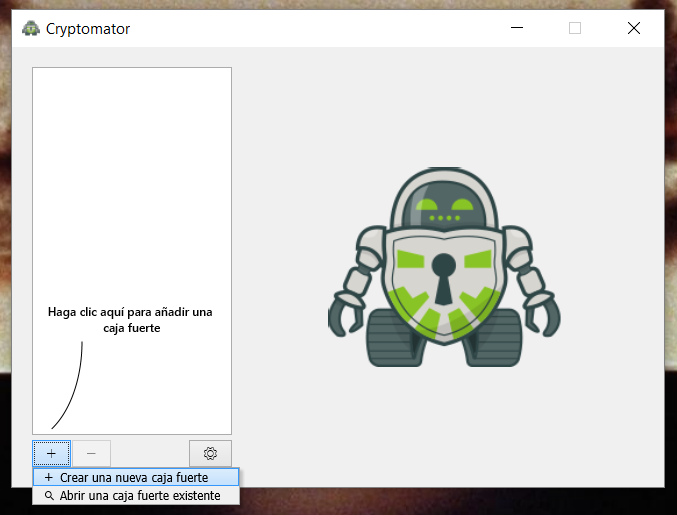 Cryptomator
Haga clic aquí para añadir una
caja fuerte
+ Crear una nueva caja fuerte
Abrir una caja fuerte existente